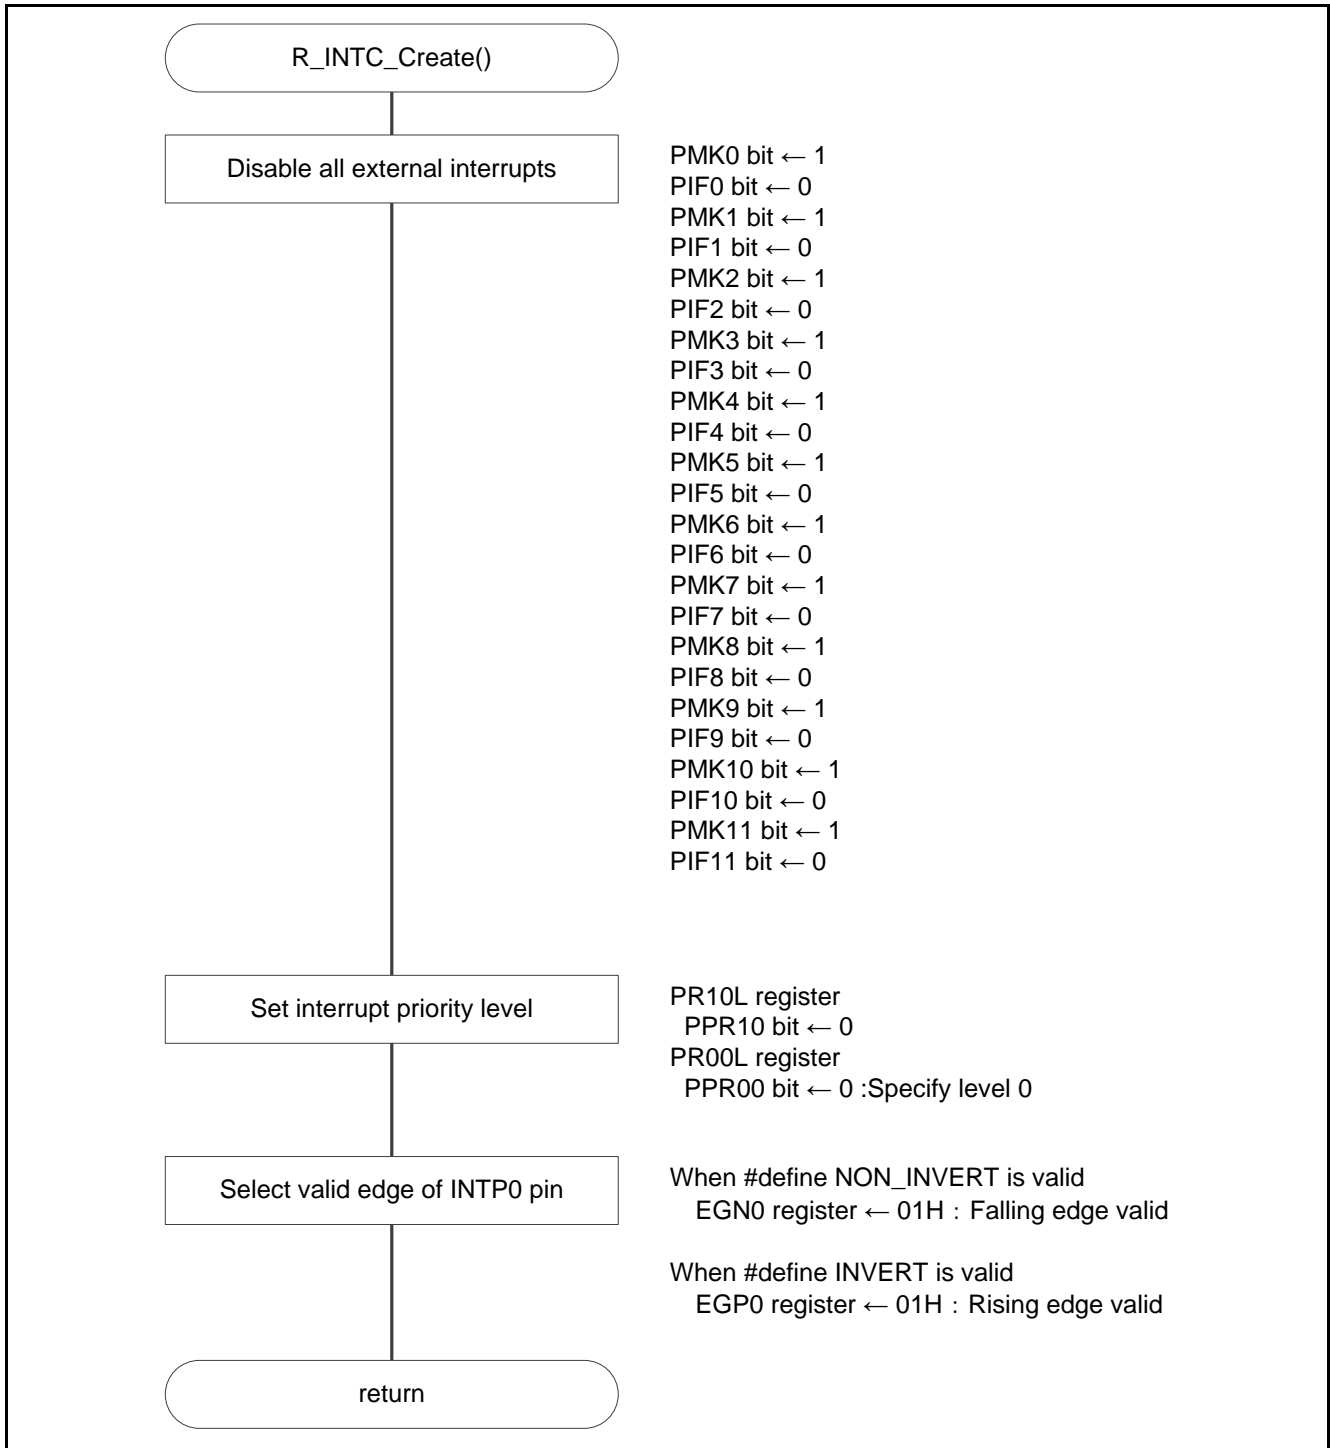 R_INTC_Create()
Disable all external interrupts
PMK0 bit ← 1
PIF0 bit ← 0
PMK1 bit ← 1
PIF1 bit ← 0
PMK2 bit ← 1
PIF2 bit ← 0
PMK3 bit ← 1
PIF3 bit ← 0
PMK4 bit ← 1
PIF4 bit ← 0
PMK5 bit ← 1
PIF5 bit ← 0
PMK6 bit ← 1
PIF6 bit ← 0
PMK7 bit ← 1
PIF7 bit ← 0
PMK8 bit ← 1
PIF8 bit ← 0
PMK9 bit ← 1
PIF9 bit ← 0
PMK10 bit ← 1
PIF10 bit ← 0
PMK11 bit ← 1
PIF11 bit ← 0
Set interrupt priority level
PR10L register
PPR10 bit ← 0
PR00L register
PPR00 bit ← 0 :Specify level 0
Select valid edge of INTP0 pin
When #define NON_INVERT is valid
EGN0 register ← 01H : Falling edge valid
When #define INVERT is valid
EGP0 register ← 01H : Rising edge valid
return